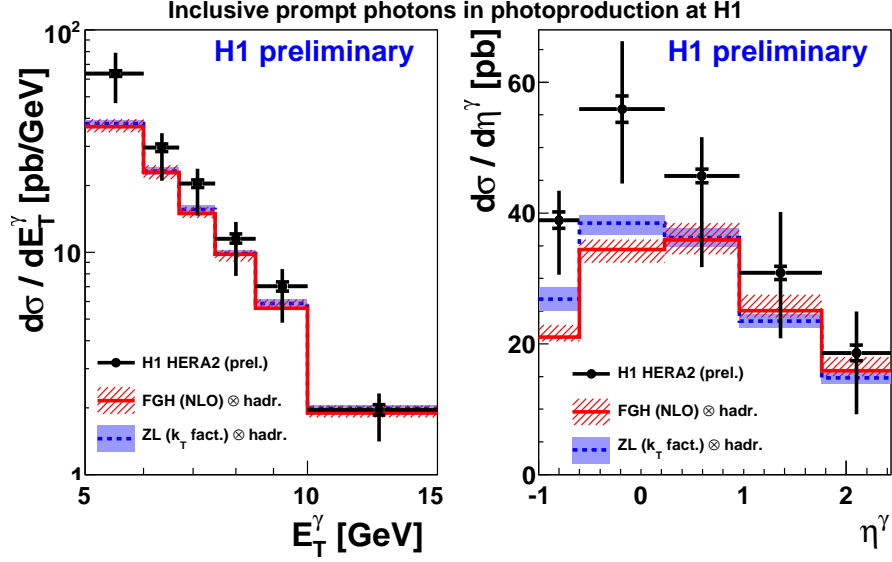 Inclusive prompt photons in photoproduction at H1
H1 preliminary
dσ / dE_T^γ [pb/GeV]
10²
10
1
H1 HERA2 (prel.)
FGH (NLO) ⊗ hadr.
ZL (k_T fact.) ⊗ hadr.
5 10 15
E_T^γ [GeV]
H1 preliminary
dσ / dη^γ [pb]
60
40
20
0
H1 HERA2 (prel.)
FGH (NLO) ⊗ hadr.
ZL (k_T fact.) ⊗ hadr.
-1 0 1 2
η^γ